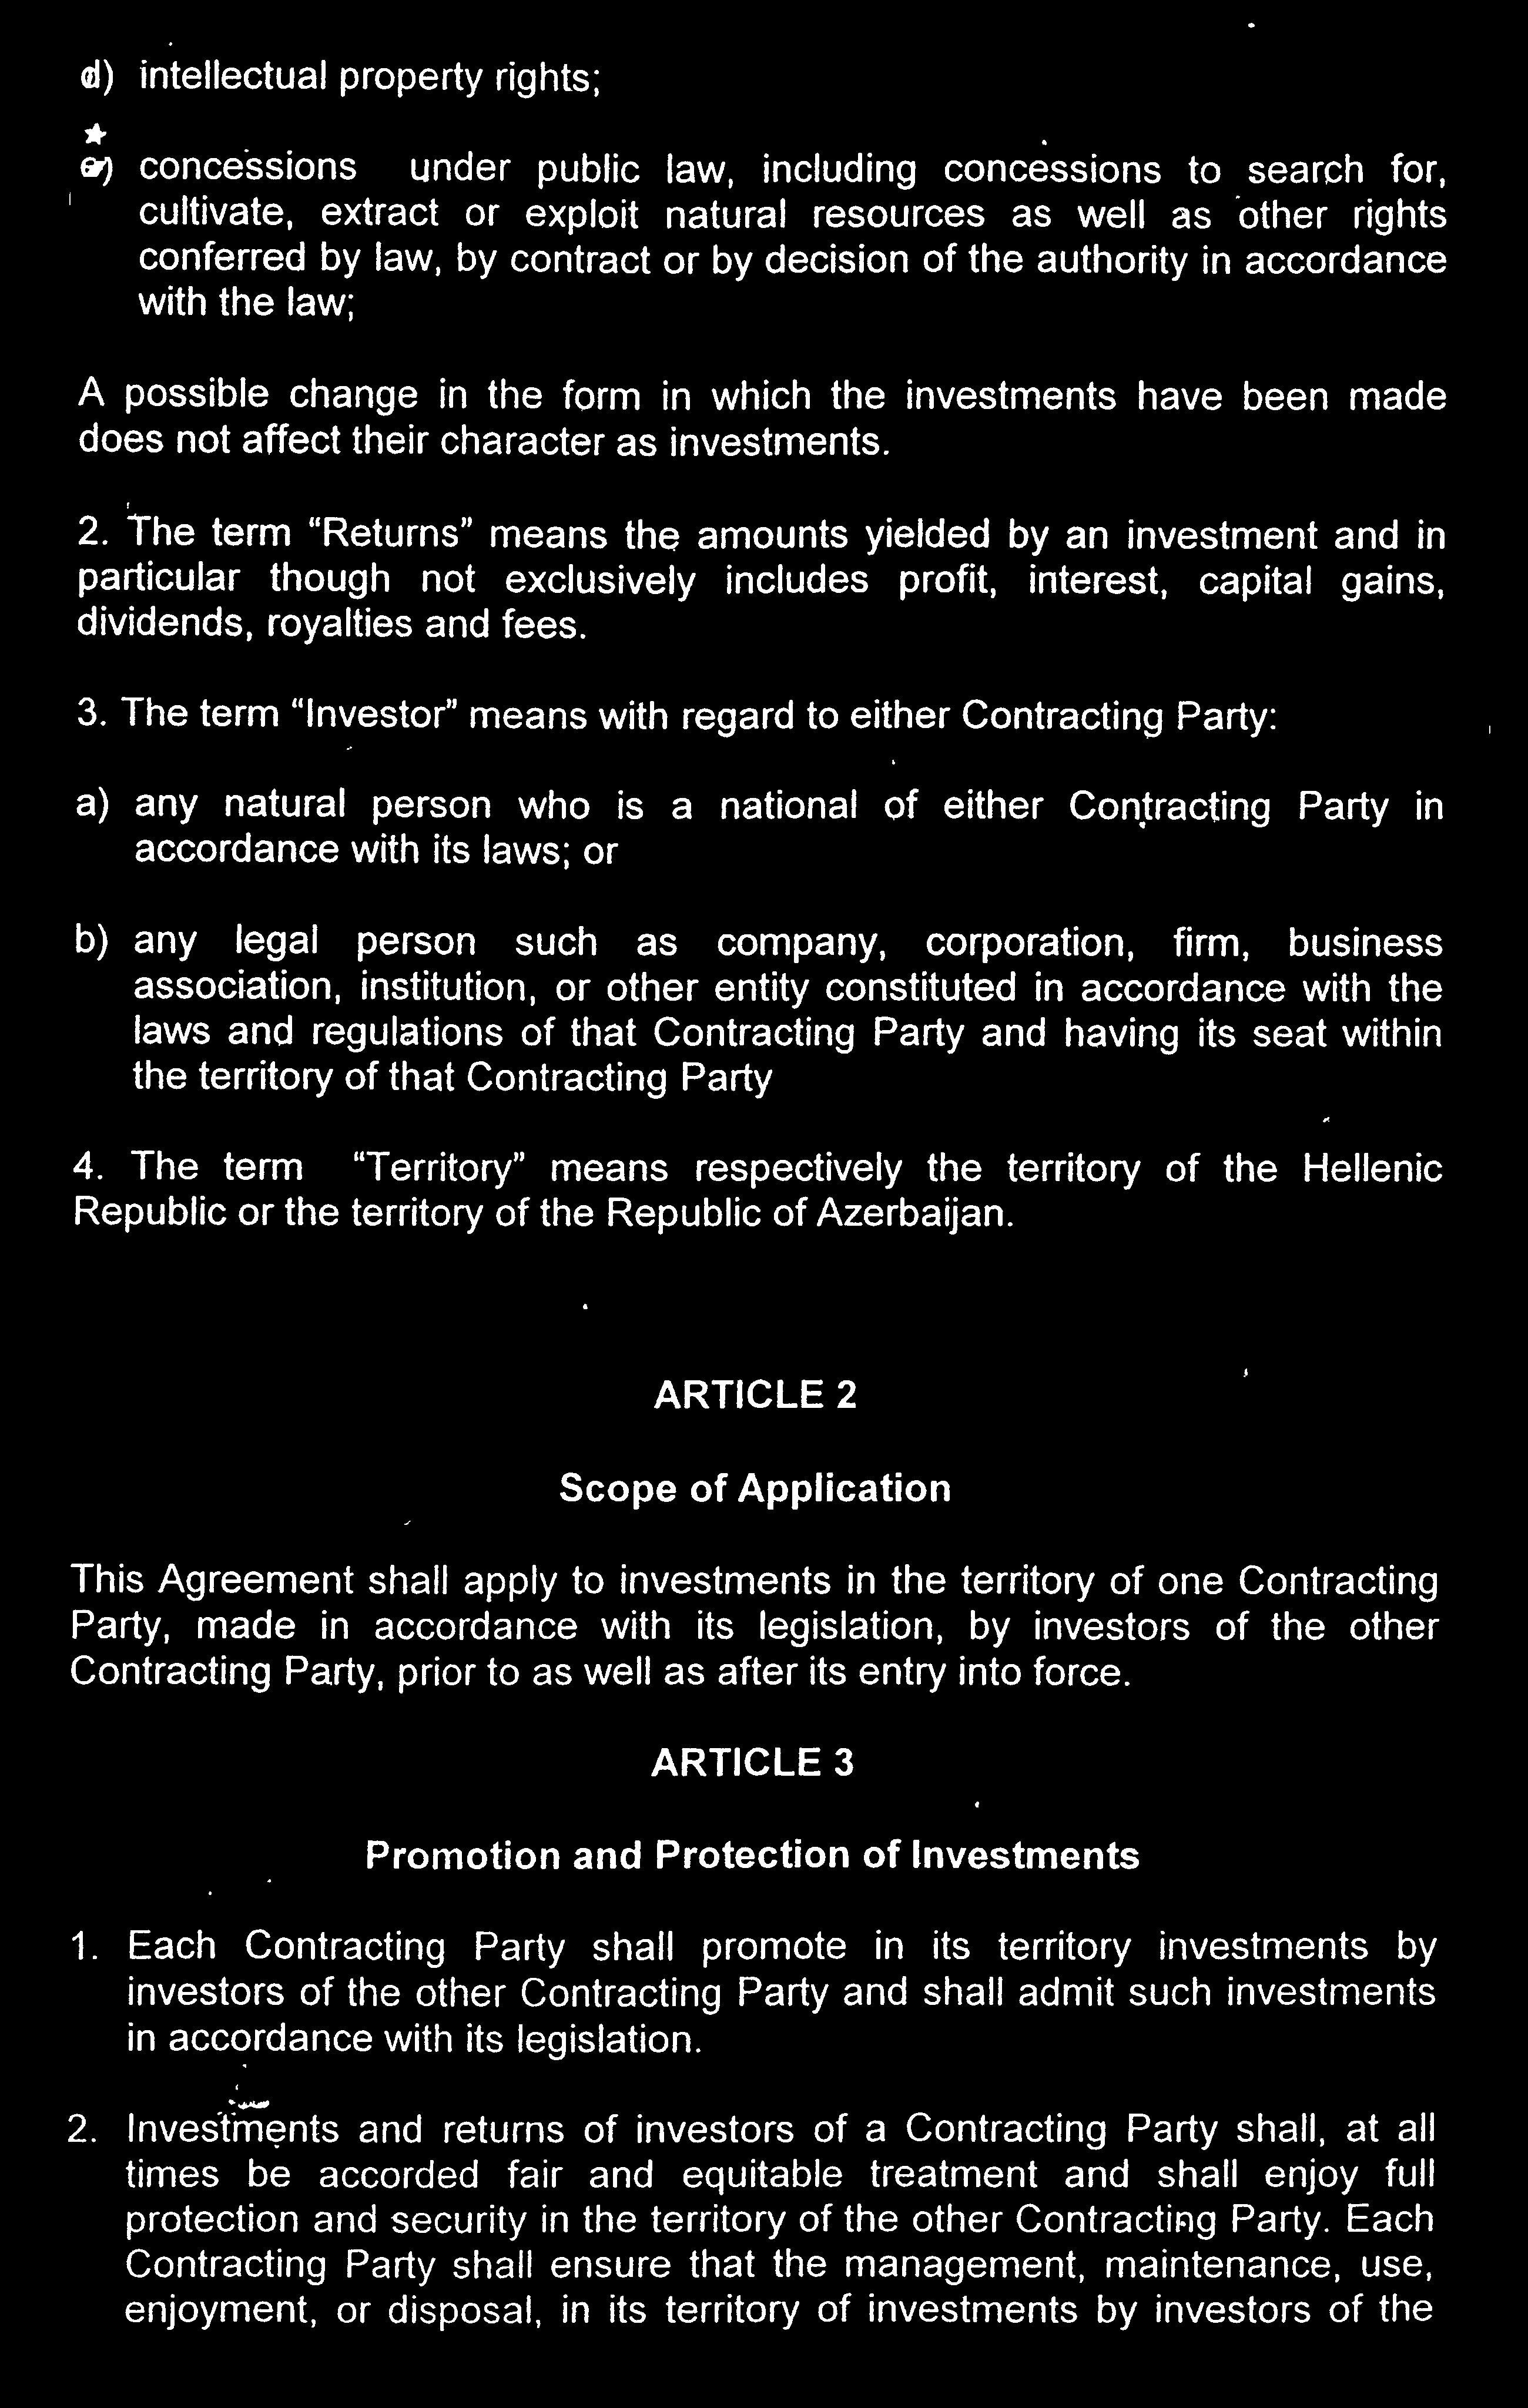 d) intellectual property rights;
e) concessions under public law, including concessions to search for,
cultivate, extract or exploit natural resources as well as other rights
conferred by law, by contract or by decision of the authority in accordance
with the law;
A possible change in the form in which the investments have been made
does not affect their character as investments.
2. The term “Returns” means the amounts yielded by an investment and in
particular though not exclusively includes profit, interest, capital gains,
dividends, royalties and fees.
3. The term “Investor” means with regard to either Contracting Party:
a) any natural person who is a national of either Contracting Party in
accordance with its laws; or
b) any legal person such as company, corporation, firm, business
association, institution, or other entity constituted in accordance with the
laws and regulations of that Contracting Party and having its seat within
the territory of that Contracting Party
4. The term “Territory” means respectively the territory of the Hellenic
Republic or the territory of the Republic of Azerbaijan.
ARTICLE 2
Scope of Application
This Agreement shall apply to investments in the territory of one Contracting
Party, made in accordance with its legislation, by investors of the other
Contracting Party, prior to as well as after its entry into force.
ARTICLE 3
Promotion and Protection of Investments
1. Each Contracting Party shall promote in its territory investments by
investors of the other Contracting Party and shall admit such investments
in accordance with its legislation.
2. Investments and returns of investors of a Contracting Party shall, at all
times be accorded fair and equitable treatment and shall enjoy full
protection and security in the territory of the other Contracting Party. Each
Contracting Party shall ensure that the management, maintenance, use,
enjoyment, or disposal, in its territory of investments by investors of the